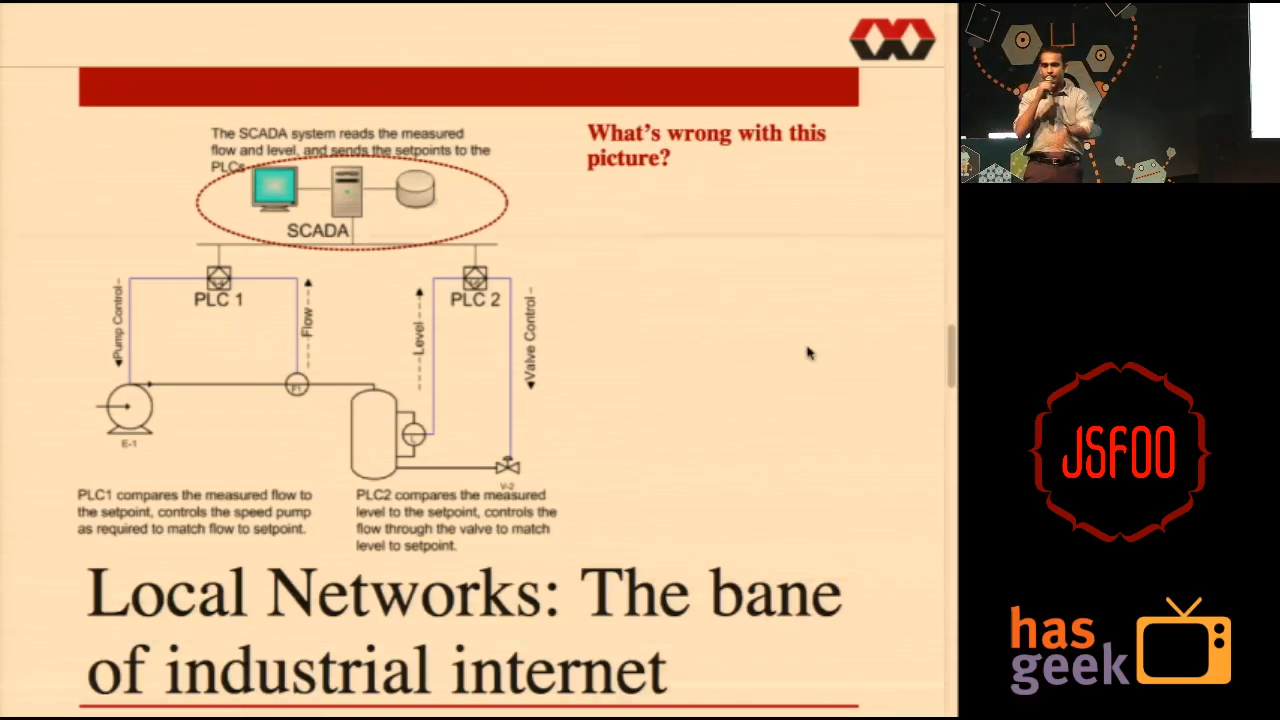 The SCADA system reads the measured
flow and level, and sends the setpoints to the
PLCs
What's wrong with this
picture?
SCADA
PLC 1
PLC 2
Pump Control
Flow
Level
Valve Control
E-1
V-2
PLC1 compares the measured flow to
the setpoint, controls the speed pump
as required to match flow to setpoint.
PLC2 compares the measured
level to the setpoint, controls the
flow through the valve to match
level to setpoint.
Local Networks: The bane
of industrial internet
JSFOO
has
geek